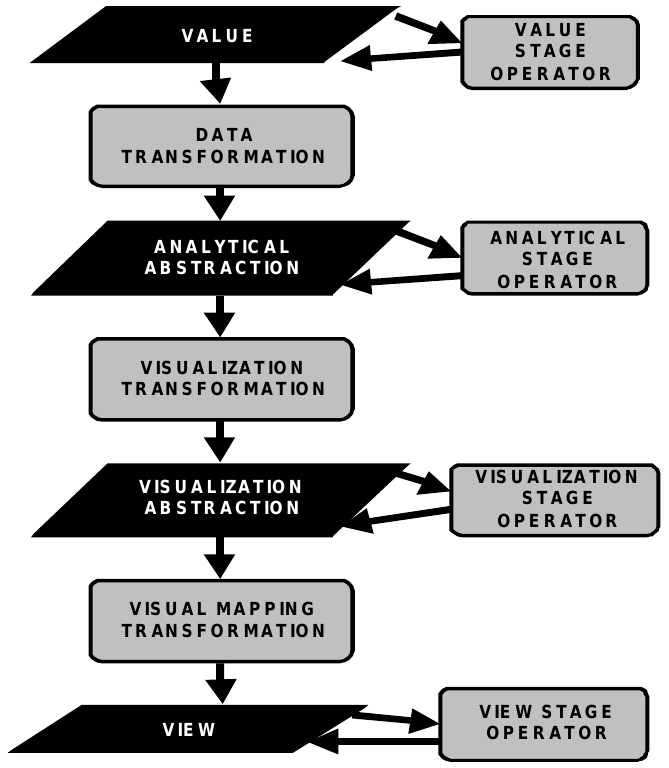 VALUE
VALUE
STAGE
OPERATOR
DATA
TRANSFORMATION
ANALYTICAL
ABSTRACTION
ANALYTICAL
STAGE
OPERATOR
VISUALIZATION
TRANSFORMATION
VISUALIZATION
ABSTRACTION
VISUALIZATION
STAGE
OPERATOR
VISUAL MAPPING
TRANSFORMATION
VIEW
VIEW STAGE
OPERATOR